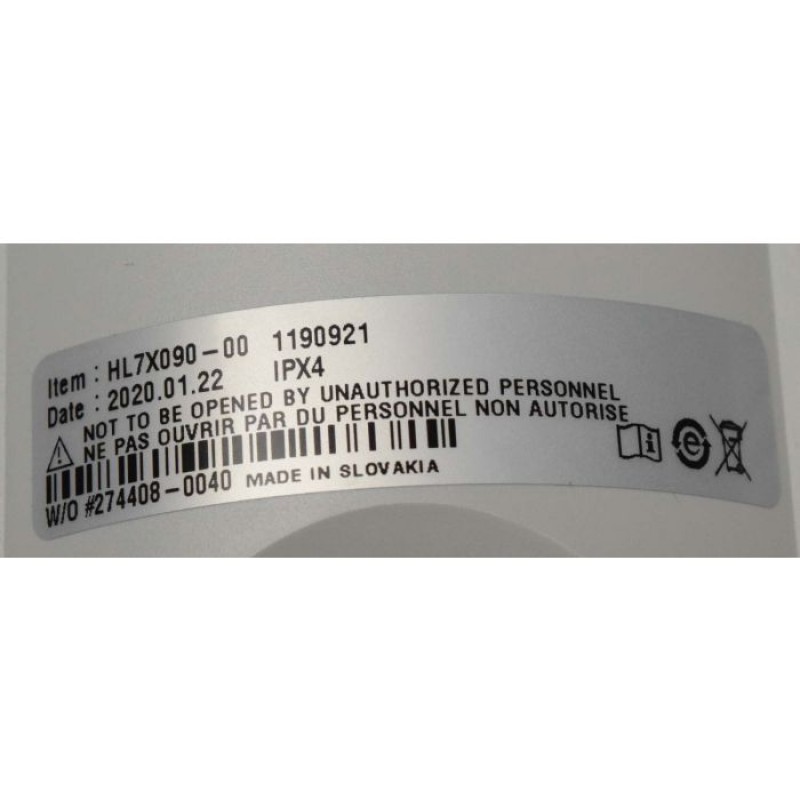 Item : HL7X090-00 1190921
Date : 2020.01.22 IPX4
NOT TO BE OPENED BY UNAUTHORIZED PERSONNEL
NE PAS OUVRIR PAR DU PERSONNEL NON AUTORISE
W/O #274408-0040 MADE IN SLOVAKIA